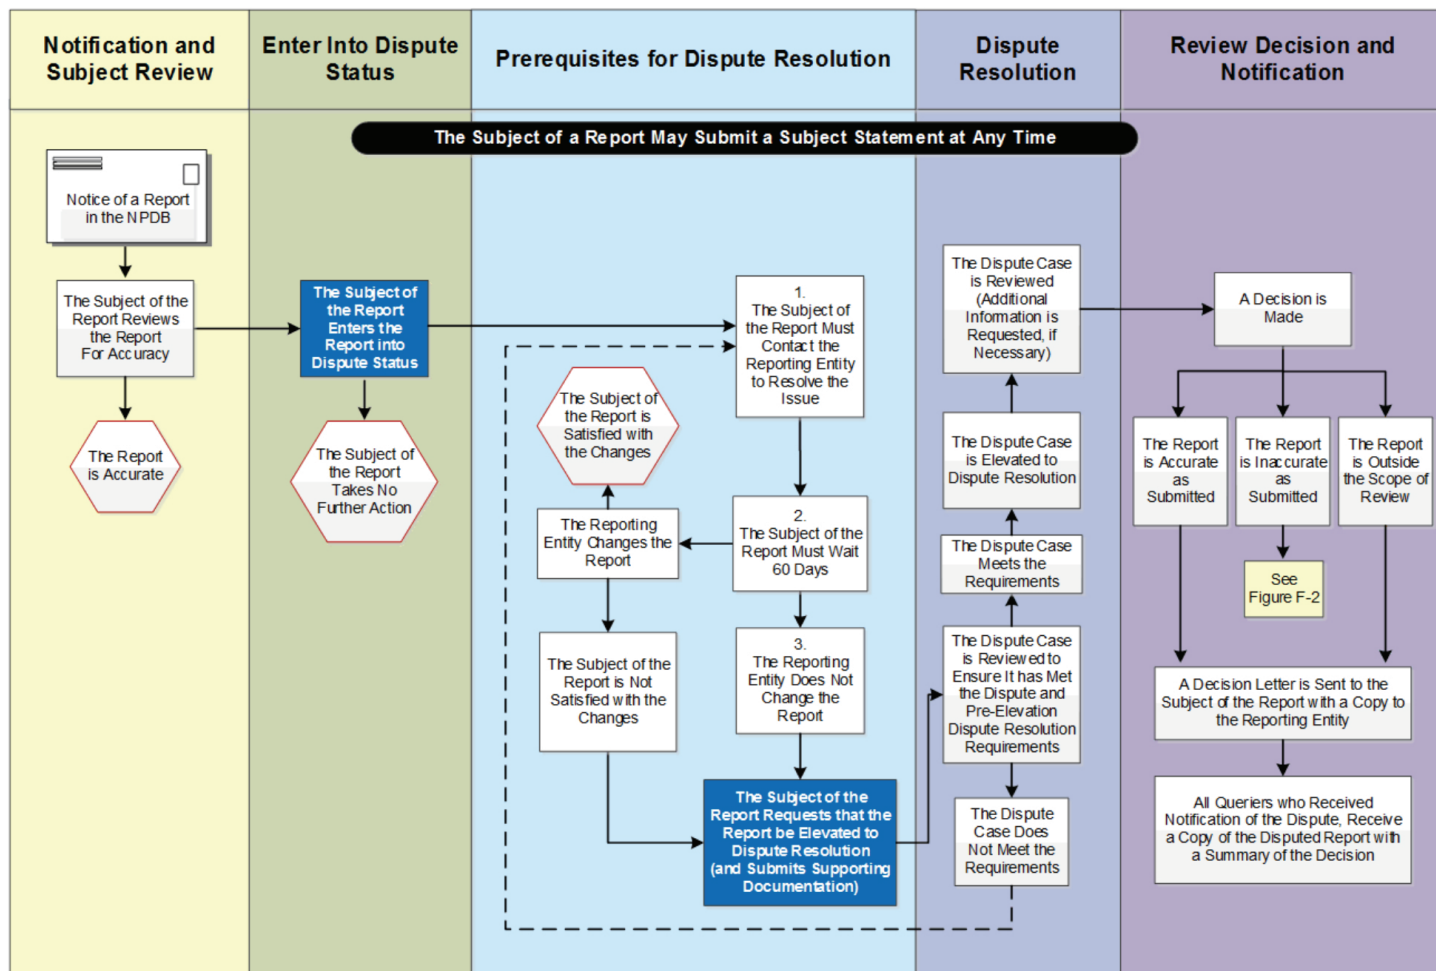 Notification and
Subject Review
Enter Into Dispute
Status
Prerequisites for Dispute Resolution
Dispute
Resolution
Review Decision and
Notification
The Subject of a Report May Submit a Subject Statement at Any Time
Notice of a Report
in the NPDB
The Subject of the
Report Reviews
the Report
For Accuracy
The Report
is Accurate
The Subject of
the Report
Enters the
Report into
Dispute Status
The Subject of
the Report
Takes No
Further Action
1.
The Subject of
the Report Must
Contact the
Reporting Entity
to Resolve the
Issue
The Subject of
the Report is
Satisfied with
the Changes
2.
The Subject of the
Report Must Wait
60 Days
The Reporting
Entity Changes the
Report
The Subject of the
Report is Not
Satisfied with the
Changes
3.
The Reporting
Entity Does Not
Change the
Report
The Subject of the
Report Requests that the
Report be Elevated to
Dispute Resolution
(and Submits Supporting
Documentation)
The Dispute Case
is Reviewed
(Additional
Information is
Requested, if
Necessary)
The Dispute Case
is Elevated to
Dispute Resolution
The Dispute Case
Meets the
Requirements
The Dispute Case
is Reviewed to
Ensure It has Met
the Dispute and
Pre-Elevation
Dispute Resolution
Requirements
The Dispute
Case Does
Not Meet the
Requirements
A Decision is
Made
The Report
is Accurate
as
Submitted
The Report
is Inaccurate
as
Submitted
The Report
is Outside
the Scope of
Review
See
Figure F-2
A Decision Letter is Sent to the
Subject of the Report with a Copy to
the Reporting Entity
All Queriers who Received
Notification of the Dispute, Receive
a Copy of the Disputed Report with
a Summary of the Decision